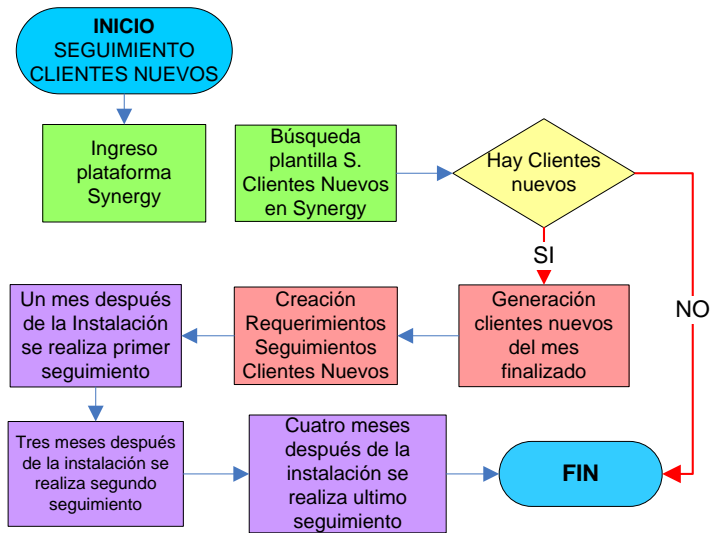 INICIO
SEGUIMIENTO
CLIENTES NUEVOS
Ingreso
plataforma
Synergy
Búsqueda
plantilla S.
Clientes Nuevos
en Synergy
Hay Clientes
nuevos
SI
NO
Generación
clientes nuevos
del mes
finalizado
Creación
Requerimientos
Seguimientos
Clientes Nuevos
Un mes después
de la Instalación
se realiza primer
seguimiento
Tres meses después
de la instalación se
realiza segundo
seguimiento
Cuatro meses
después de la
instalación se
realiza ultimo
seguimiento
FIN